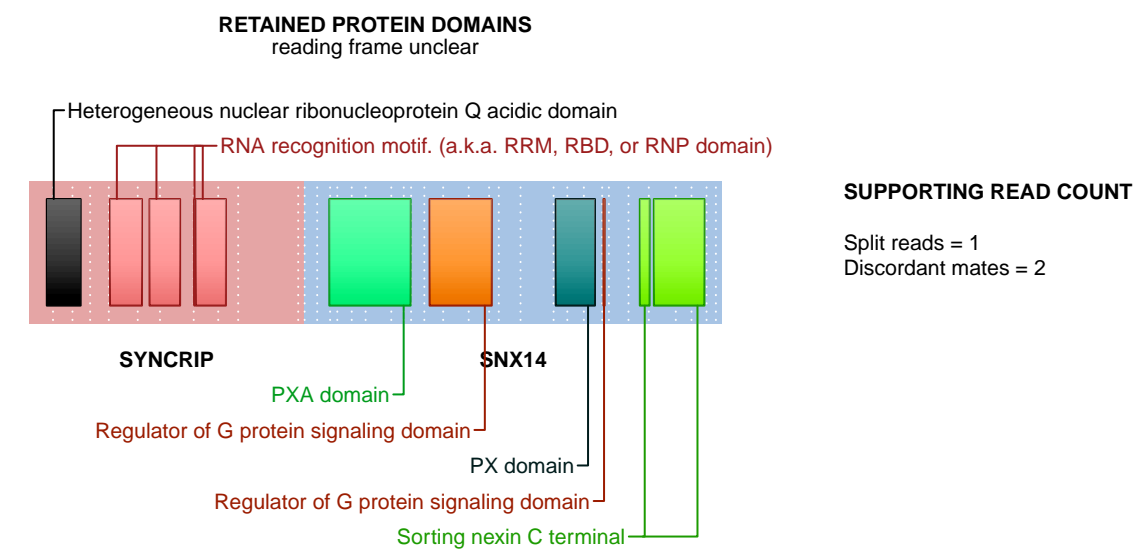 RETAINED PROTEIN DOMAINS
reading frame unclear
Heterogeneous nuclear ribonucleoprotein Q acidic domain
RNA recognition motif. (a.k.a. RRM, RBD, or RNP domain)
SUPPORTING READ COUNT
Split reads = 1
Discordant mates = 2
SYNCRIP
SNX14
PXA domain
Regulator of G protein signaling domain
PX domain
Regulator of G protein signaling domain
Sorting nexin C terminal